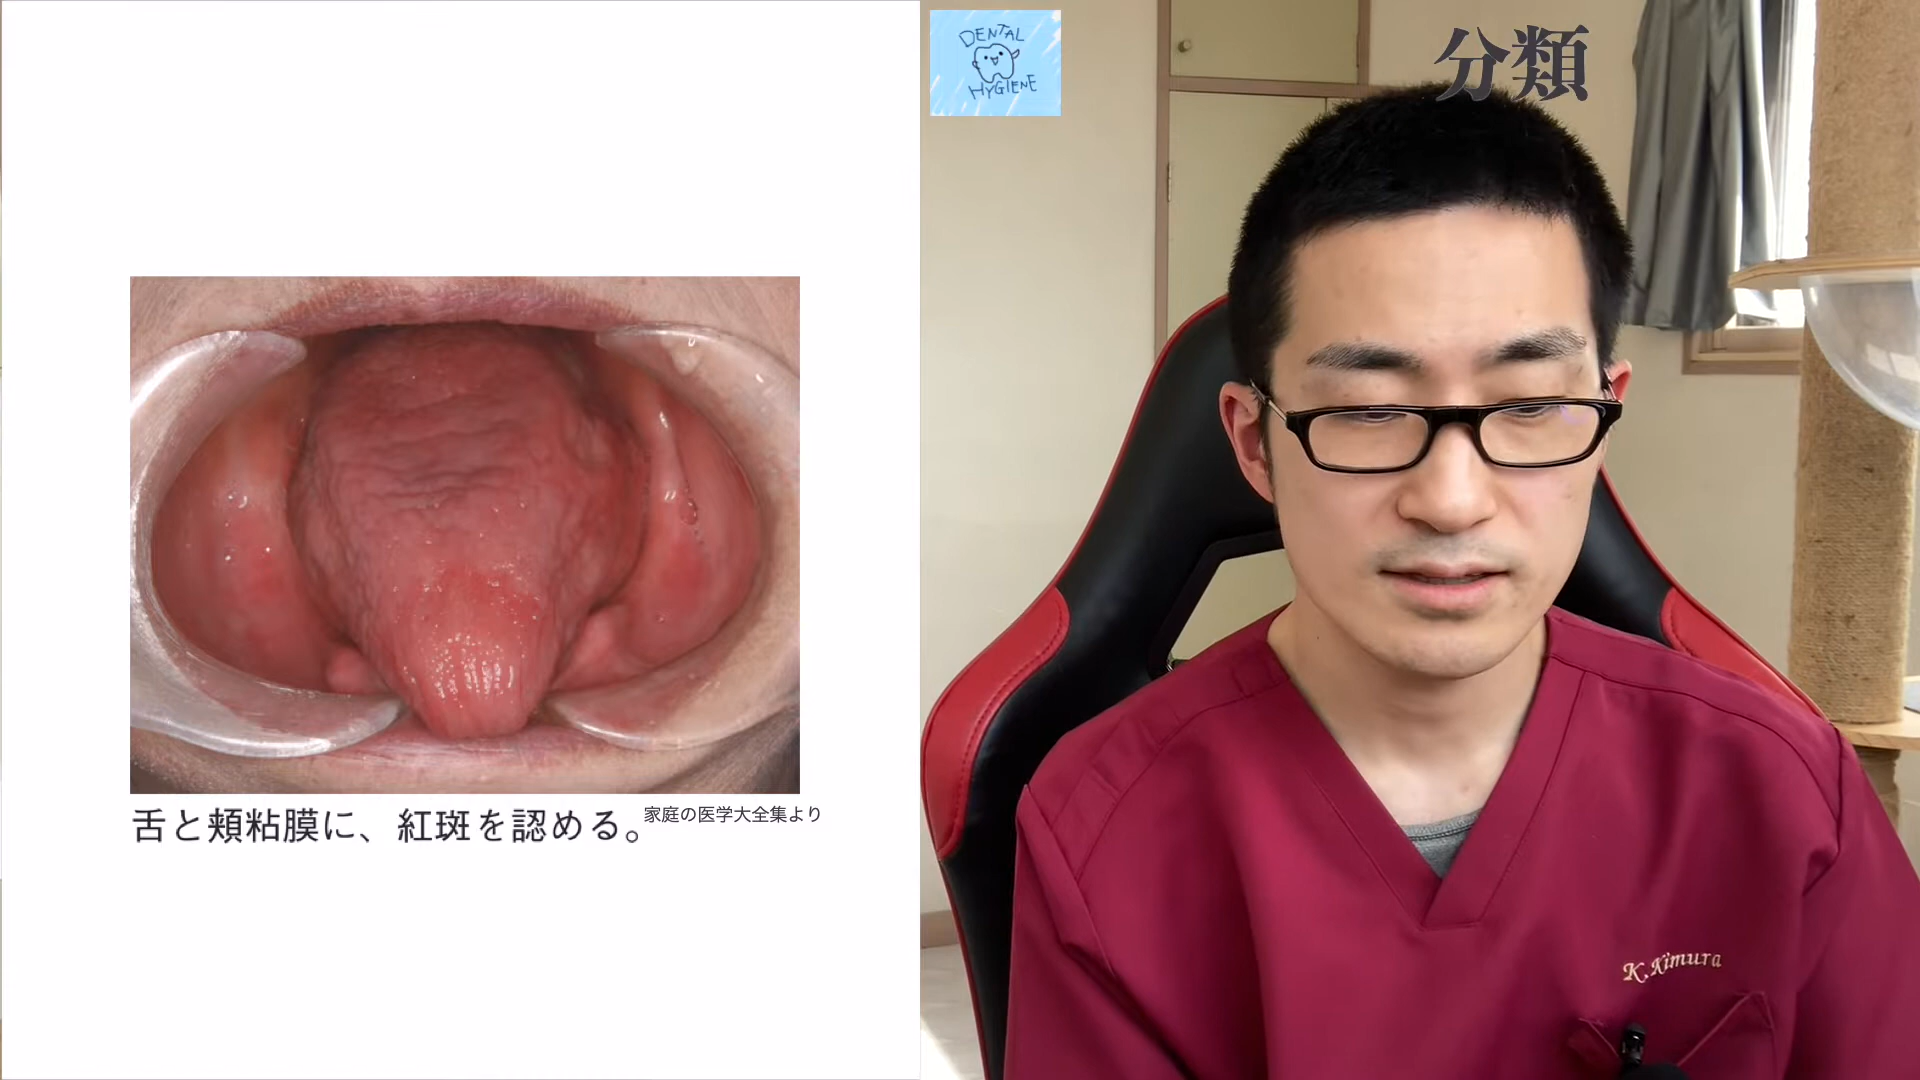 舌と頬粘膜に、紅斑を認める。
家庭の医学大全集より
DENTAL
HYGIENE
分類
K.Kimura